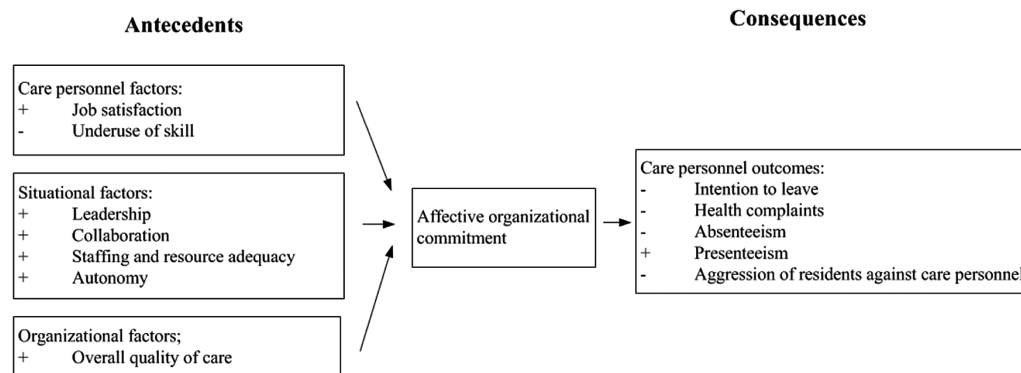 Antecedents
Consequences
Care personnel factors:
+ Job satisfaction
- Underuse of skill
Situational factors:
+ Leadership
+ Collaboration
+ Staffing and resource adequacy
+ Autonomy
Organizational factors;
+ Overall quality of care
Affective organizational
commitment
Care personnel outcomes:
- Intention to leave
- Health complaints
- Absenteeism
+ Presenteeism
- Aggression of residents against care personnel